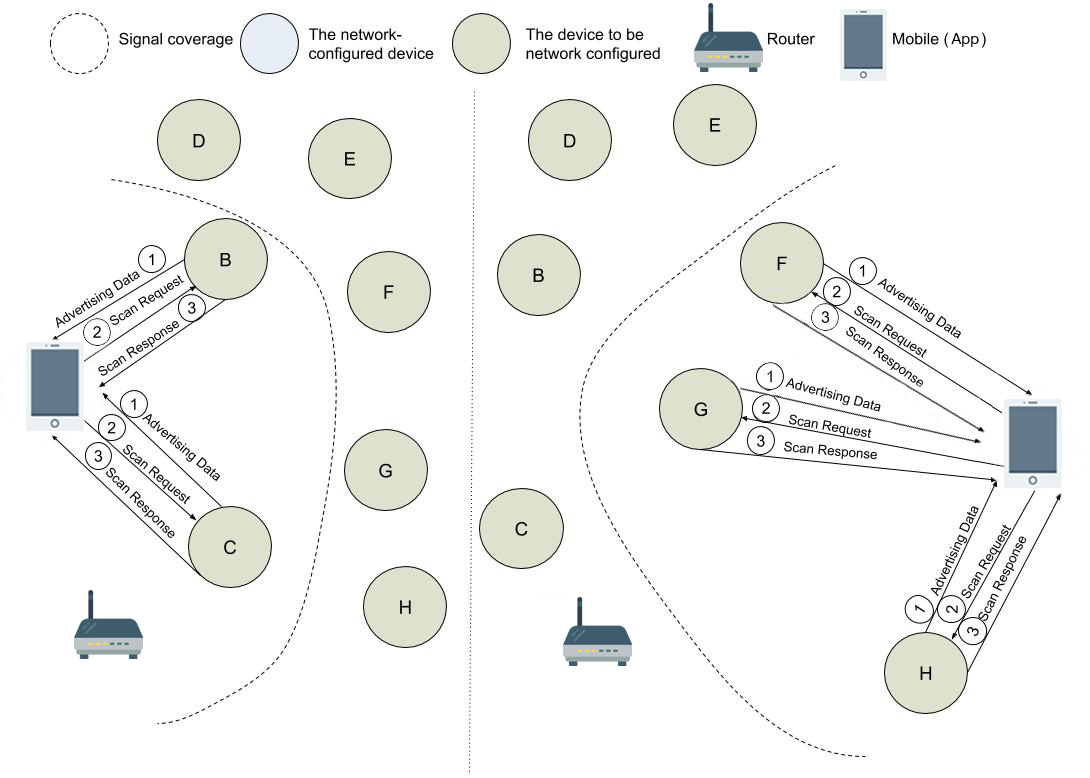 Signal coverage
The network-
configured device
The device to be
network configured
Router
Mobile (App)
D
E
B
1
Advertising Data
2
Scan Request
3
Scan Response
F
1
Advertising Data
2
Scan Request
3
Scan Response
G
C
H
D
E
B
F
1
Advertising Data
2
Scan Request
3
Scan Response
G
1
Advertising Data
2
Scan Request
3
Scan Response
C
1
Advertising Data
2
Scan Request
3
Scan Response
H